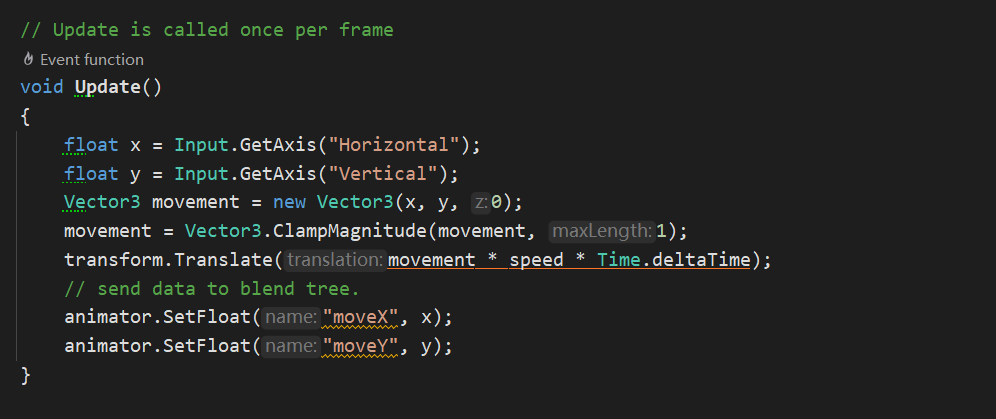 // Update is called once per frame
Event function
void Update()
{
float x = Input.GetAxis("Horizontal");
float y = Input.GetAxis("Vertical");
Vector3 movement = new Vector3(x, y, z:0);
movement = Vector3.ClampMagnitude(movement, maxLength:1);
transform.Translate(translation:movement * speed * Time.deltaTime);
// send data to blend tree.
animator.SetFloat(name:"moveX", x);
animator.SetFloat(name:"moveY", y);
}